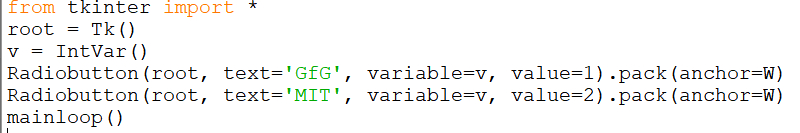 from tkinter import *
root = Tk()
v = IntVar()
Radiobutton(root, text='GfG', variable=v, value=1).pack(anchor=W)
Radiobutton(root, text='MIT', variable=v, value=2).pack(anchor=W)
mainloop()